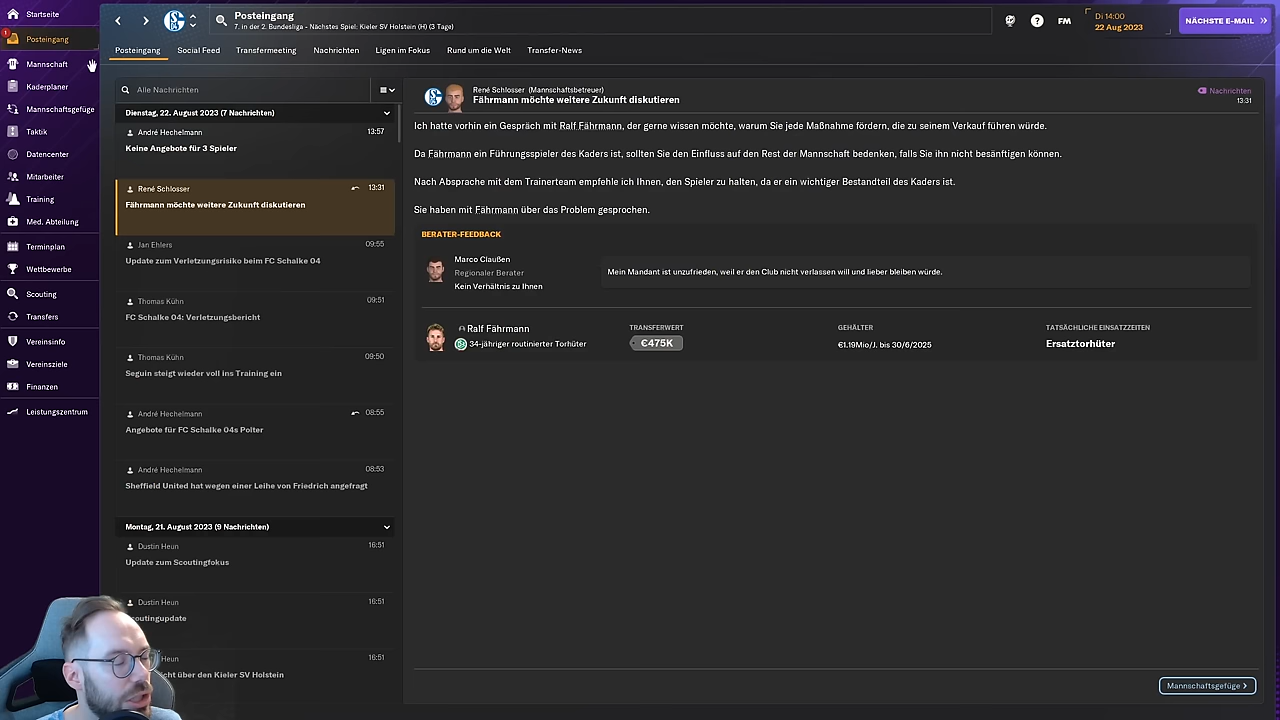 Startseite
1
Posteingang
Mannschaft
Kaderplaner
Mannschaftsgefüge
Taktik
Datencenter
Mitarbeiter
Training
Med. Abteilung
Terminplan
Wettbewerbe
Scouting
Transfers
Vereinsinfo
Vereinsziele
Finanzen
Leistungszentrum
Posteingang
7. in der 2. Bundesliga - Nächstes Spiel: Kieler SV Holstein (H) (3 Tage)
FM
Di 14:00
22 Aug 2023
NÄCHSTE E-MAIL
Posteingang Social Feed Transfermeeting Nachrichten Ligen im Fokus Rund um die Welt Transfer-News
Alle Nachrichten
Dienstag, 22. August 2023 (7 Nachrichten)
André Hechelmann 13:57
Keine Angebote für 3 Spieler
René Schlosser 13:31
Fährmann möchte weitere Zukunft diskutieren
Jan Ehlers 09:55
Update zum Verletzungsrisiko beim FC Schalke 04
Thomas Kühn 09:51
FC Schalke 04: Verletzungsbericht
Thomas Kühn 09:50
Seguin steigt wieder voll ins Training ein
André Hechelmann 08:55
Angebote für FC Schalke 04s Polter
André Hechelmann 08:53
Sheffield United hat wegen einer Leihe von Friedrich angefragt
Montag, 21. August 2023 (9 Nachrichten)
Dustin Heun 16:51
Update zum Scoutingfokus
Dustin Heun 16:51
outingupdate
Heun 16:51
cht über den Kieler SV Holstein
René Schlosser (Mannschaftsbetreuer)
Fährmann möchte weitere Zukunft diskutieren
Nachrichten
13:31
Ich hatte vorhin ein Gespräch mit Ralf Fährmann, der gerne wissen möchte, warum Sie jede Maßnahme fördern, die zu seinem Verkauf führen würde.
Da Fährmann ein Führungsspieler des Kaders ist, sollten Sie den Einfluss auf den Rest der Mannschaft bedenken, falls Sie ihn nicht besänftigen können.
Nach Absprache mit dem Trainerteam empfehle ich Ihnen, den Spieler zu halten, da er ein wichtiger Bestandteil des Kaders ist.
Sie haben mit Fährmann über das Problem gesprochen.
BERATER-FEEDBACK
Marco Claußen
Regionaler Berater
Kein Verhältnis zu Ihnen
Mein Mandant ist unzufrieden, weil er den Club nicht verlassen will und lieber bleiben würde.
Ralf Fährmann
34-jähriger routinierter Torhüter
TRANSFERWERT
€475K
GEHÄLTER
€1.19Mio/J. bis 30/6/2025
TATSÄCHLICHE EINSATZZEITEN
Ersatztorhüter
Mannschaftsgefüge